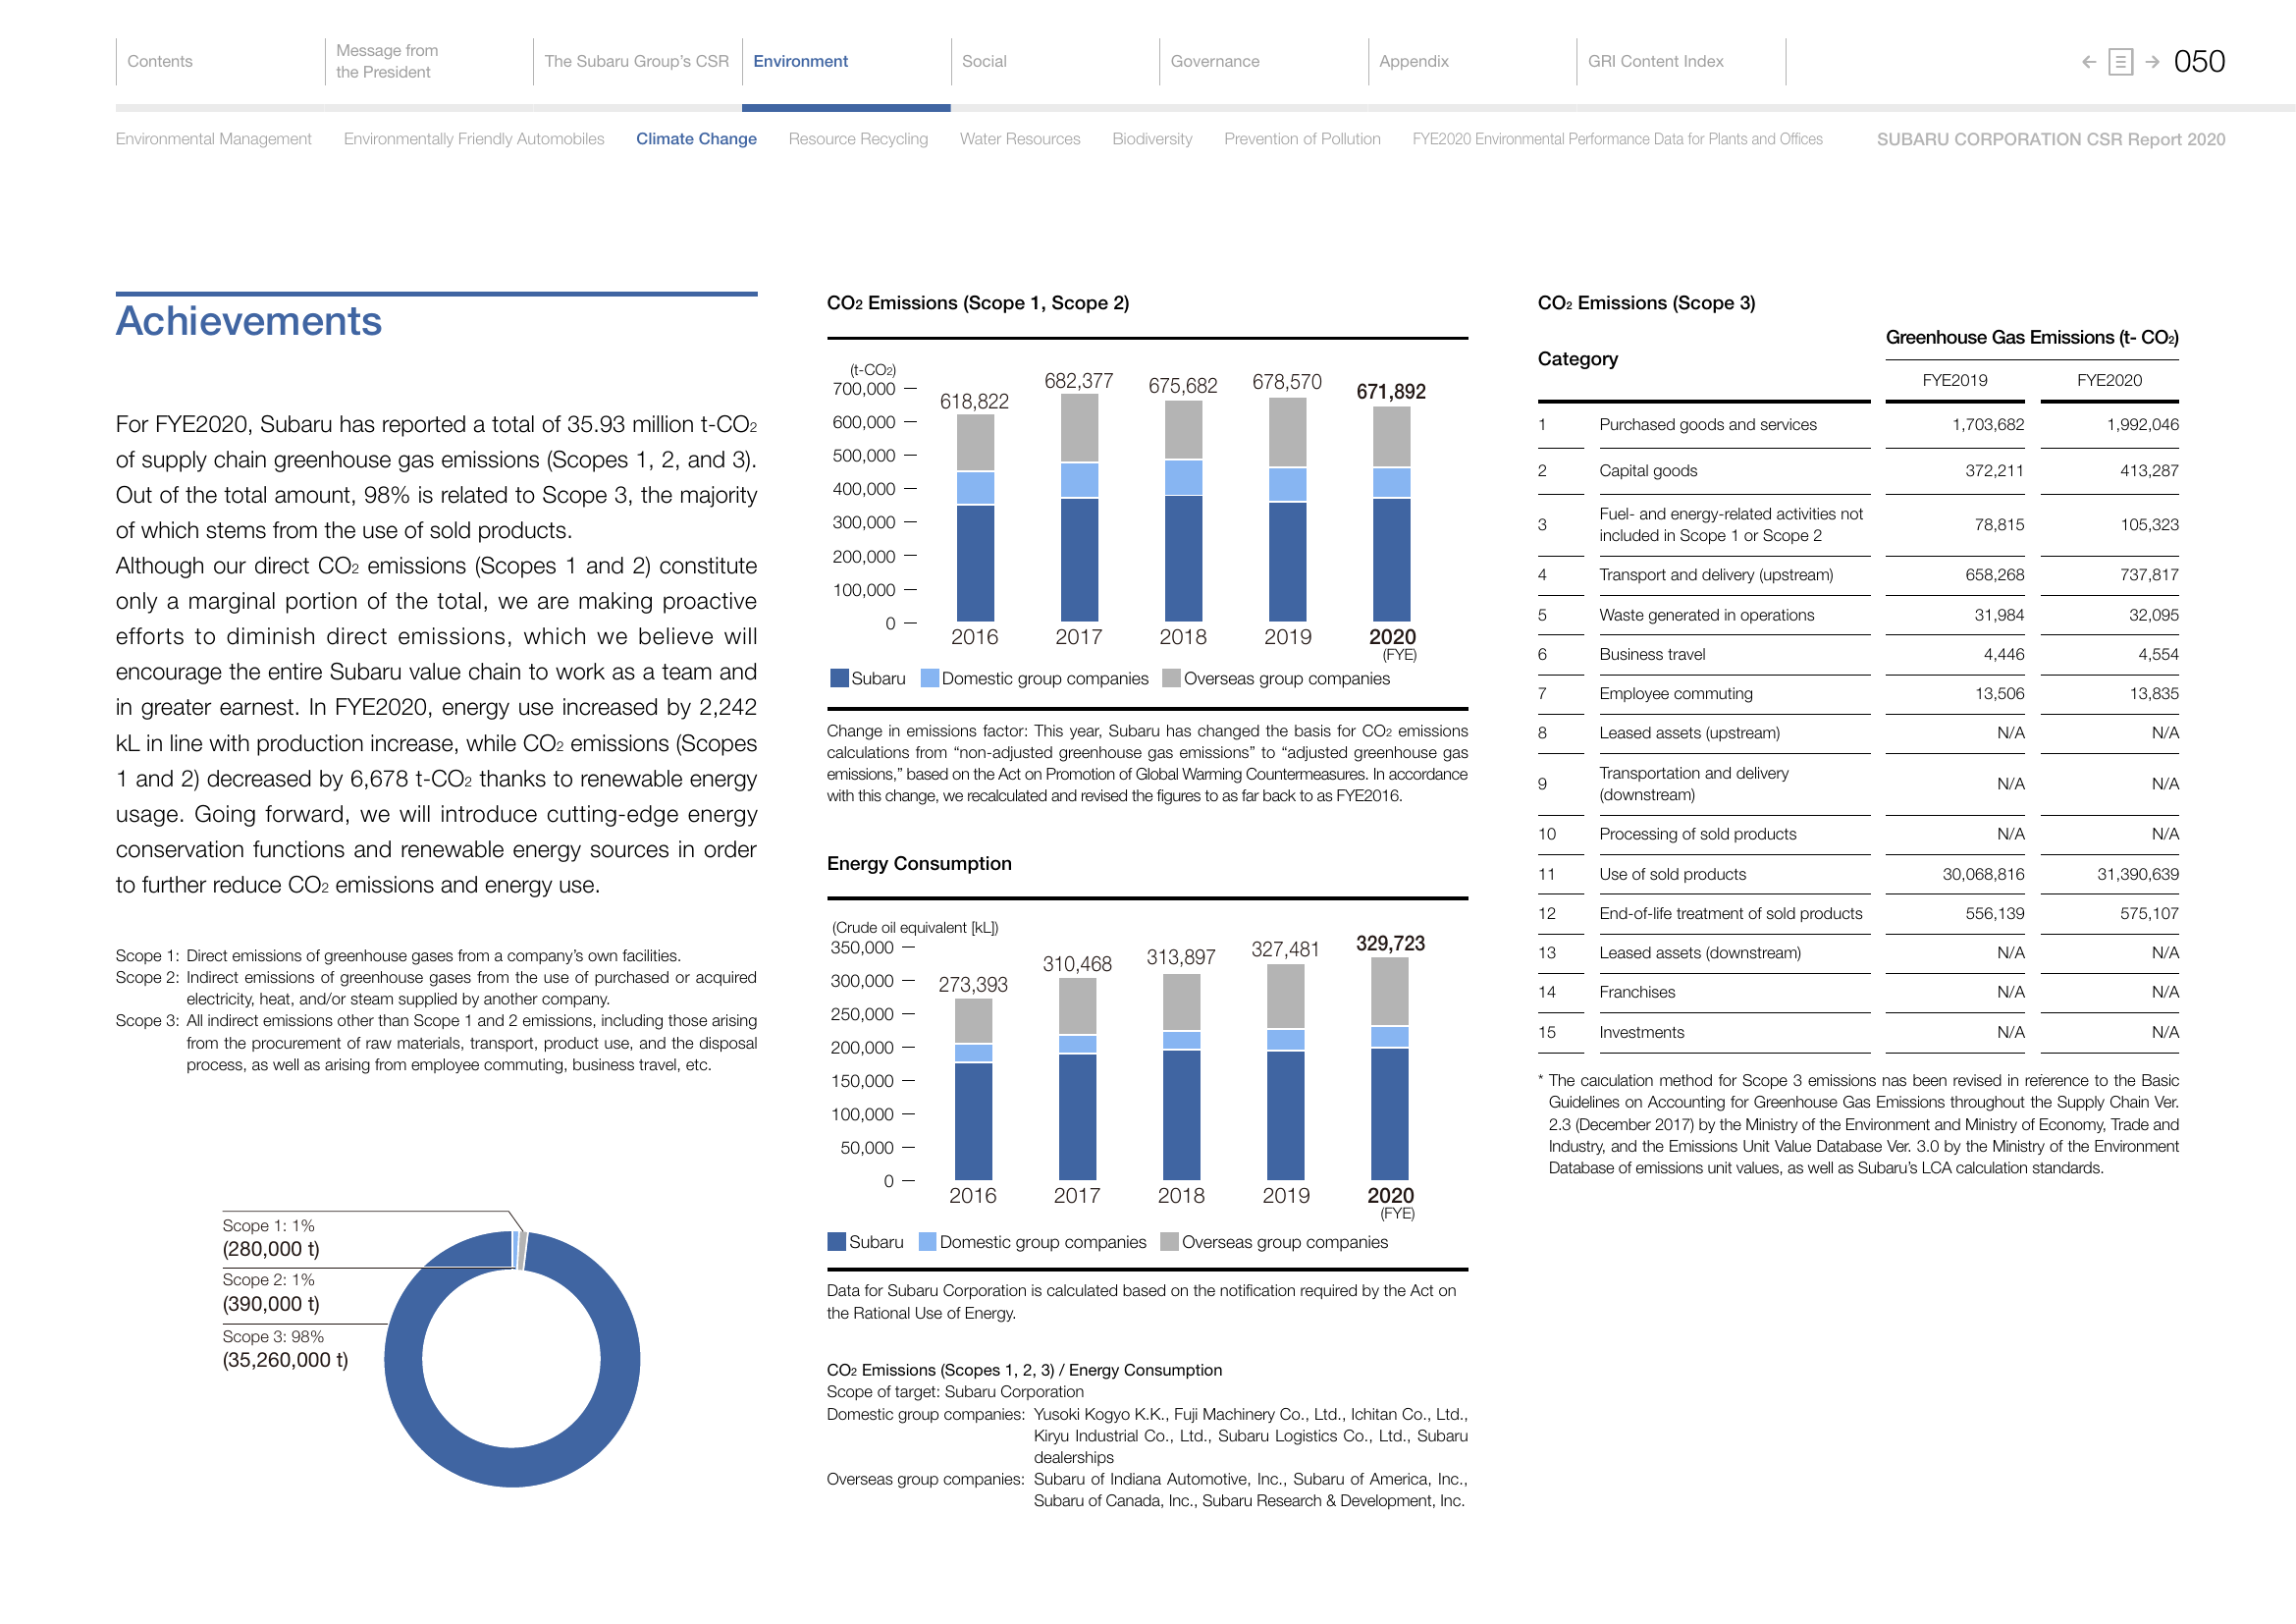 Contents
Message from
the President
The Subaru Group's CSR
Environment
Social
Governance
Appendix
GRI Content Index
050
Environmental Management
Environmentally Friendly Automobiles
Climate Change
Resource Recycling
Water Resources
Biodiversity
Prevention of Pollution
FYE2020 Environmental Performance Data for Plants and Offices
SUBARU CORPORATION CSR Report 2020
Achievements
For FYE2020, Subaru has reported a total of 35.93 million t-CO₂
of supply chain greenhouse gas emissions (Scopes 1, 2, and 3).
Out of the total amount, 98% is related to Scope 3, the majority
of which stems from the use of sold products.
Although our direct CO₂ emissions (Scopes 1 and 2) constitute
only a marginal portion of the total, we are making proactive
efforts to diminish direct emissions, which we believe will
encourage the entire Subaru value chain to work as a team and
in greater earnest. In FYE2020, energy use increased by 2,242
kL in line with production increase, while CO₂ emissions (Scopes
1 and 2) decreased by 6,678 t-CO₂ thanks to renewable energy
usage. Going forward, we will introduce cutting-edge energy
conservation functions and renewable energy sources in order
to further reduce CO₂ emissions and energy use.
Scope 1: Direct emissions of greenhouse gases from a company's own facilities.
Scope 2: Indirect emissions of greenhouse gases from the use of purchased or acquired
electricity, heat, and/or steam supplied by another company.
Scope 3: All indirect emissions other than Scope 1 and 2 emissions, including those arising
from the procurement of raw materials, transport, product use, and the disposal
process, as well as arising from employee commuting, business travel, etc.
Scope 1: 1%
(280,000 t)
Scope 2: 1%
(390,000 t)
Scope 3: 98%
(35,260,000 t)
CO₂ Emissions (Scope 1, Scope 2)
(t-CO₂)
700,000
600,000
500,000
400,000
300,000
200,000
100,000
0
618,822
682,377
675,682
678,570
671,892
2016
2017
2018
2019
2020
(FYE)
Subaru
Domestic group companies
Overseas group companies
Change in emissions factor: This year, Subaru has changed the basis for CO₂ emissions
calculations from “non-adjusted greenhouse gas emissions” to “adjusted greenhouse gas
emissions,” based on the Act on Promotion of Global Warming Countermeasures. In accordance
with this change, we recalculated and revised the figures to as far back to as FYE2016.
Energy Consumption
(Crude oil equivalent [kL])
350,000
300,000
250,000
200,000
150,000
100,000
50,000
0
273,393
310,468
313,897
327,481
329,723
2016
2017
2018
2019
2020
(FYE)
Subaru
Domestic group companies
Overseas group companies
Data for Subaru Corporation is calculated based on the notification required by the Act on
the Rational Use of Energy.
CO₂ Emissions (Scopes 1, 2, 3) / Energy Consumption
Scope of target: Subaru Corporation
Domestic group companies: Yusoki Kogyo K.K., Fuji Machinery Co., Ltd., Ichitan Co., Ltd.,
Kiryu Industrial Co., Ltd., Subaru Logistics Co., Ltd., Subaru
dealerships
Overseas group companies: Subaru of Indiana Automotive, Inc., Subaru of America, Inc.,
Subaru of Canada, Inc., Subaru Research & Development, Inc.
CO₂ Emissions (Scope 3)
Category
Greenhouse Gas Emissions (t- CO₂)
FYE2019 FYE2020
1 Purchased goods and services 1,703,682 1,992,046
2 Capital goods 372,211 413,287
3 Fuel- and energy-related activities not
included in Scope 1 or Scope 2 78,815 105,323
4 Transport and delivery (upstream) 658,268 737,817
5 Waste generated in operations 31,984 32,095
6 Business travel 4,446 4,554
7 Employee commuting 13,506 13,835
8 Leased assets (upstream) N/A N/A
9 Transportation and delivery
(downstream) N/A N/A
10 Processing of sold products N/A N/A
11 Use of sold products 30,068,816 31,390,639
12 End-of-life treatment of sold products 556,139 575,107
13 Leased assets (downstream) N/A N/A
14 Franchises N/A N/A
15 Investments N/A N/A
* The calculation method for Scope 3 emissions has been revised in reference to the Basic
Guidelines on Accounting for Greenhouse Gas Emissions throughout the Supply Chain Ver.
2.3 (December 2017) by the Ministry of the Environment and Ministry of Economy, Trade and
Industry, and the Emissions Unit Value Database Ver. 3.0 by the Ministry of the Environment
Database of emissions unit values, as well as Subaru's LCA calculation standards.